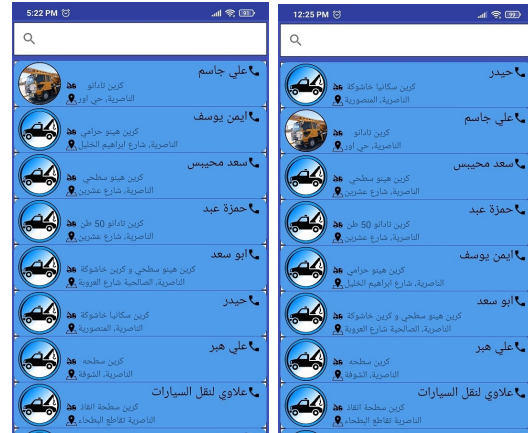 5:22 PM
91
علي جاسم
كرين تادانو
الناصرية, حي اور
ايمن يوسف
كرين هينو حرامي
الناصرية, شارع ابراهيم الخليل
سعد محيبس
كرين هينو سطحي
الناصرية, شارع عشرين
حمزة عبد
كرين تادانو 50 طن
الناصرية, شارع عشرين
ابو سعد
كرين هينو سطحي و كرين خاشوكة
الناصرية, الصالحية شارع العروبة
حيدر
كرين سكانيا خاشوكة
الناصرية, المنصورية
علي هبر
كرين سطحه
الناصرية, الشوفة
علاوي لنقل السيارات
كرين سطحة انقاذ
الناصرية تقاطع البطحاء
12:25 PM
حيدر
كرين سكانيا خاشوكة
الناصرية, المنصورية
علي جاسم
كرين تادانو
الناصرية, حي اور
سعد محيبس
كرين هينو سطحي
الناصرية, شارع عشرين
حمزة عبد
كرين تادانو 50 طن
الناصرية, شارع عشرين
ايمن يوسف
كرين هينو حرامي
الناصرية, شارع ابراهيم الخليل
ابو سعد
كرين هينو سطحي و كرين خاشوكة
الناصرية, الصالحية شارع العروبة
علي هبر
كرين سطحه
الناصرية, الشوفة
علاوي لنقل السيارات
كرين سطحة انقاذ
الناصرية تقاطع البطحاء